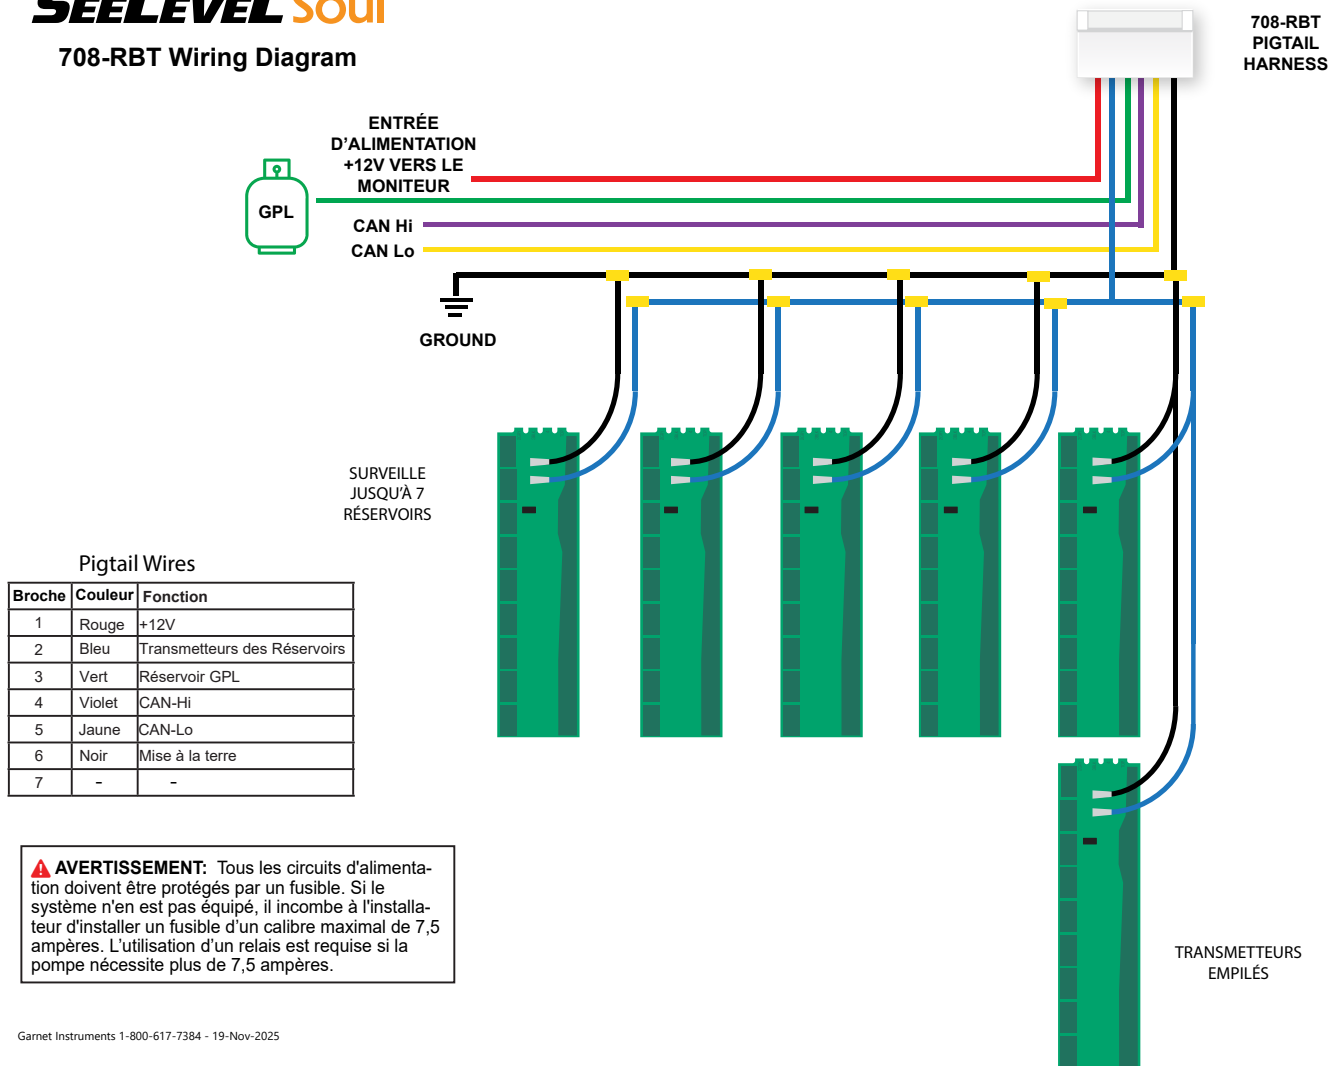 SEELEVEL Soul
708-RBT Wiring Diagram
708-RBT
PIGTAIL
HARNESS
ENTRÉE
D'ALIMENTATION
+12V VERS LE
MONITEUR
GPL
CAN Hi
CAN Lo
GROUND
SURVEILLE
JUSQU'À 7
RÉSERVOIRS
Pigtail Wires
Broche Couleur Fonction
1 Rouge +12V
2 Bleu Transmetteurs des Réservoirs
3 Vert Réservoir GPL
4 Violet CAN-Hi
5 Jaune CAN-Lo
6 Noir Mise à la terre
7 - -
AVERTISSEMENT: Tous les circuits d'alimenta-
tion doivent être protégés par un fusible. Si le
système n'en est pas équipé, il incombe à l'installa-
teur d'installer un fusible d’un calibre maximal de 7,5
ampères. L’utilisation d’un relais est requise si la
pompe nécessite plus de 7,5 ampères.
TRANSMETTEURS
EMPILÉS
Garnet Instruments 1-800-617-7384 - 19-Nov-2025